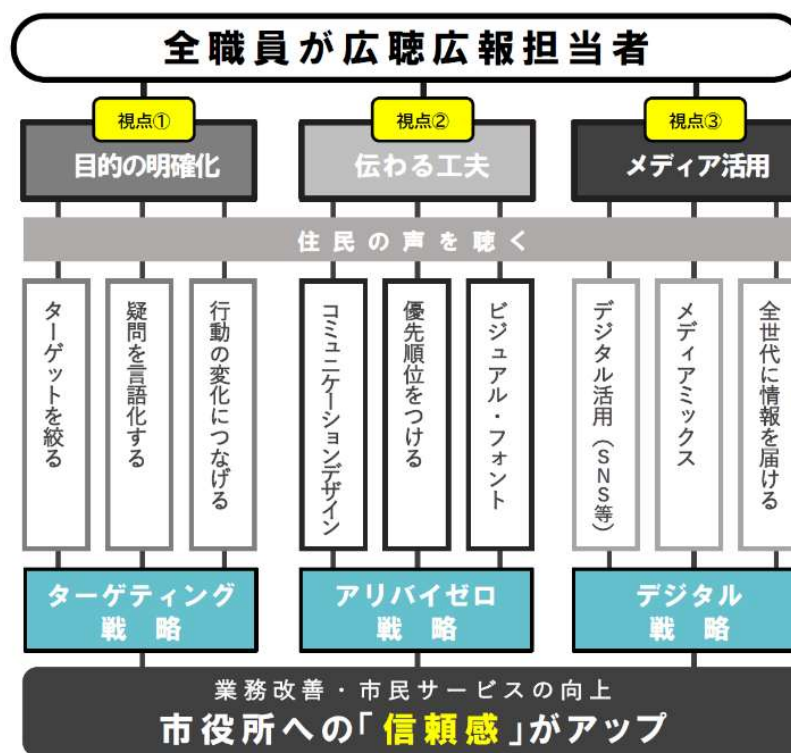 全職員が広聴広報担当者
視点①
視点②
視点③
目的の明確化
伝わる工夫
メディア活用
住民の声を聴く
ターゲットを絞る
疑問を言語化する
行動の変化につなげる
コミュニケーションデザイン
優先順位をつける
ビジュアル・フォント
デジタル活用（SNS等）
メディアミックス
全世代に情報を届ける
ターゲティング
戦略
アリバイゼロ
戦略
デジタル
戦略
業務改善・市民サービスの向上
市役所への「信頼感」がアップ